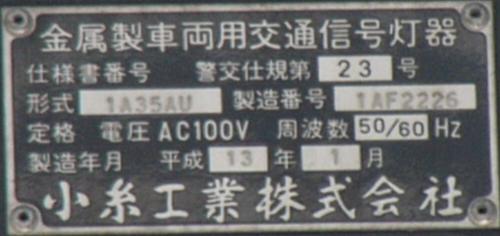 金属製車両用交通信号灯器
仕様書番号 警交仕規第 23 号
形式 1A35AU 製造番号 1AF2226
定格 電圧 AC100V 周波数 50/60 Hz
製造年月 平成 13 年 1 月
小糸工業株式会社